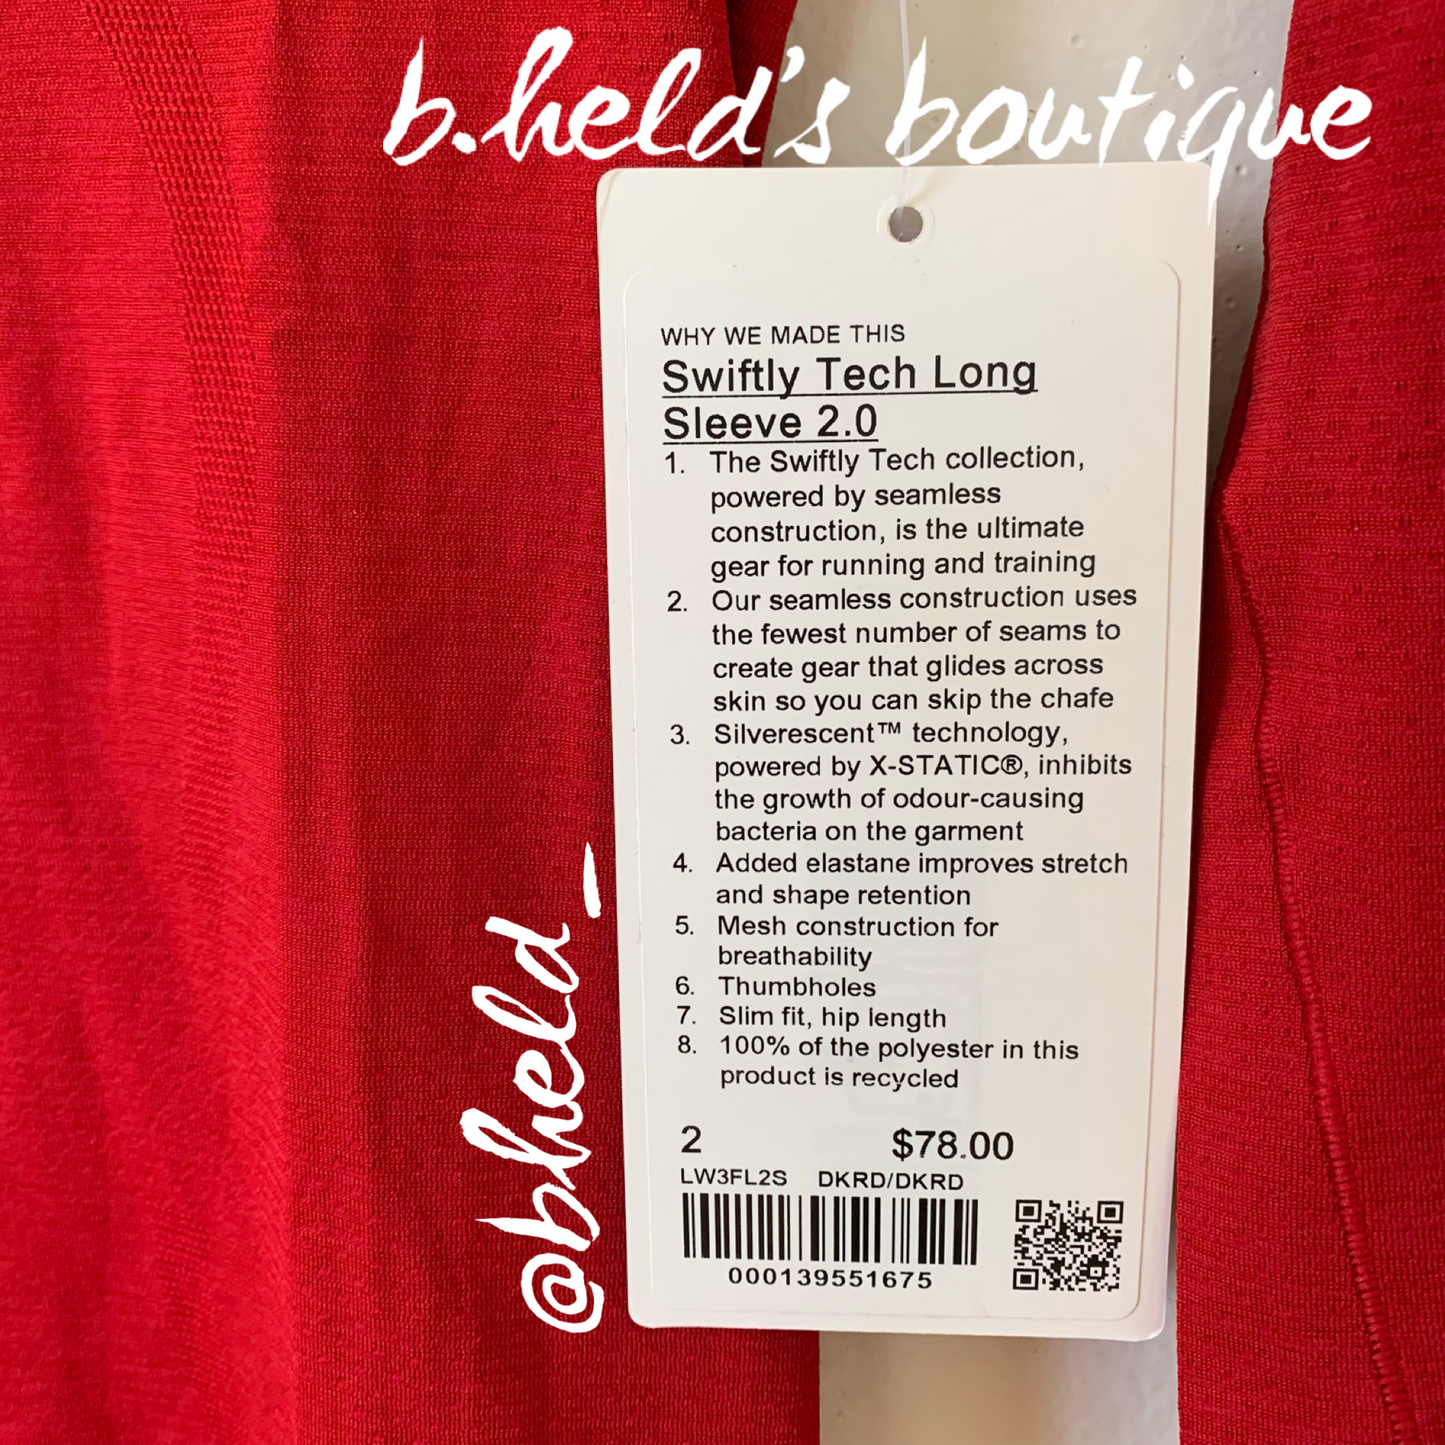 b.held's boutique
WHY WE MADE THIS
Swiftly Tech Long
Sleeve 2.0
1. The Swiftly Tech collection,
powered by seamless
construction, is the ultimate
gear for running and training
2. Our seamless construction uses
the fewest number of seams to
create gear that glides across
skin so you can skip the chafe
3. Silverescent™ technology,
powered by X-STATIC®, inhibits
the growth of odour-causing
bacteria on the garment
4. Added elastane improves stretch
and shape retention
5. Mesh construction for
breathability
6. Thumbholes
7. Slim fit, hip length
8. 100% of the polyester in this
product is recycled
2 $78.00
LW3FL2S DKRD/DKRD
000139551675
@bheld_